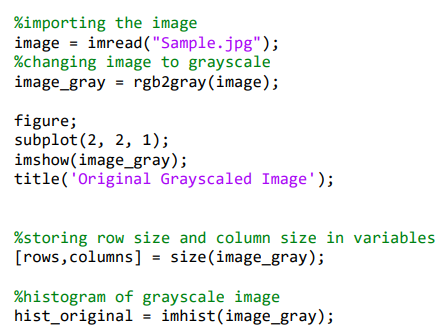 %importing the image
image = imread("Sample.jpg");
%changing image to grayscale
image_gray = rgb2gray(image);
figure;
subplot(2, 2, 1);
imshow(image_gray);
title('Original Grayscaled Image');
%storing row size and column size in variables
[rows,columns] = size(image_gray);
%histogram of grayscale image
hist_original = imhist(image_gray);